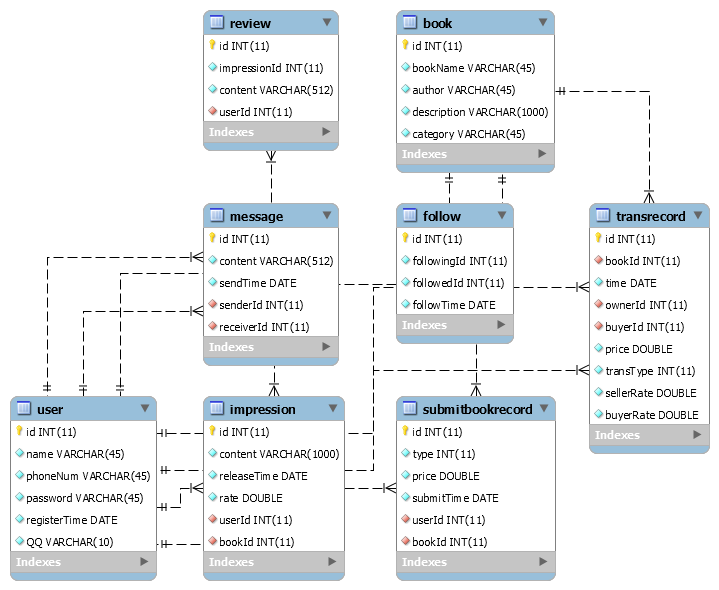 review
id INT(11)
impressionId INT(11)
content VARCHAR(512)
userId INT(11)
Indexes
book
id INT(11)
bookName VARCHAR(45)
author VARCHAR(45)
description VARCHAR(1000)
category VARCHAR(45)
Indexes
message
id INT(11)
content VARCHAR(512)
sendTime DATE
senderId INT(11)
receiverId INT(11)
Indexes
follow
id INT(11)
followingId INT(11)
followedId INT(11)
followTime DATE
Indexes
transrecord
id INT(11)
bookId INT(11)
time DATE
ownerId INT(11)
buyerId INT(11)
price DOUBLE
transType INT(11)
sellerRate DOUBLE
buyerRate DOUBLE
Indexes
user
id INT(11)
name VARCHAR(45)
phoneNum VARCHAR(45)
password VARCHAR(45)
registerTime DATE
QQ VARCHAR(10)
Indexes
impression
id INT(11)
content VARCHAR(1000)
releaseTime DATE
rate DOUBLE
userId INT(11)
bookId INT(11)
Indexes
submitbookrecord
id INT(11)
type INT(11)
price DOUBLE
submitTime DATE
userId INT(11)
bookId INT(11)
Indexes